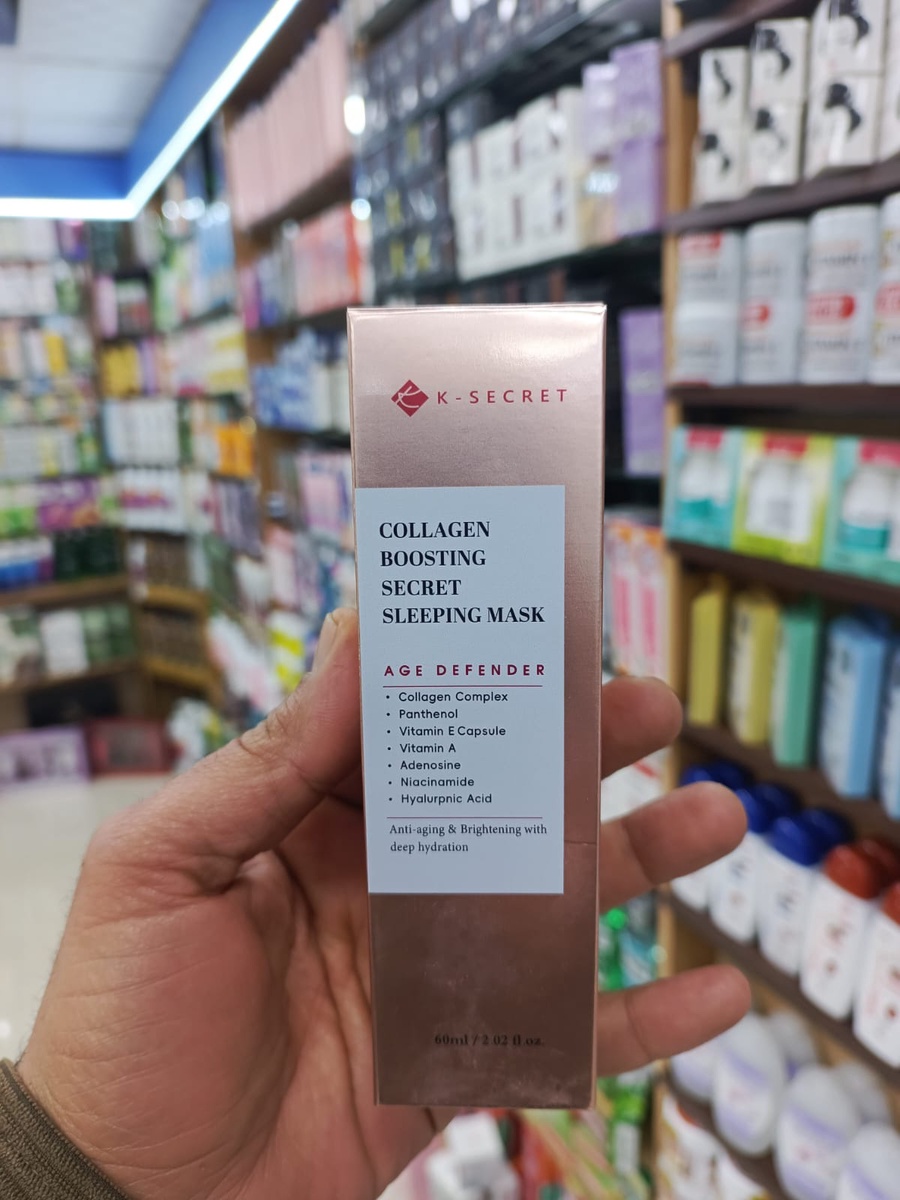 K-SECRET
COLLAGEN
BOOSTING
SECRET
SLEEPING MASK
AGE DEFENDER
• Collagen Complex
• Panthenol
• Vitamin E Capsule
• Vitamin A
• Adenosine
• Niacinamide
• Hyalurpnic Acid
Anti-aging & Brightening with
deep hydration
60ml / 2 02 fl oz.